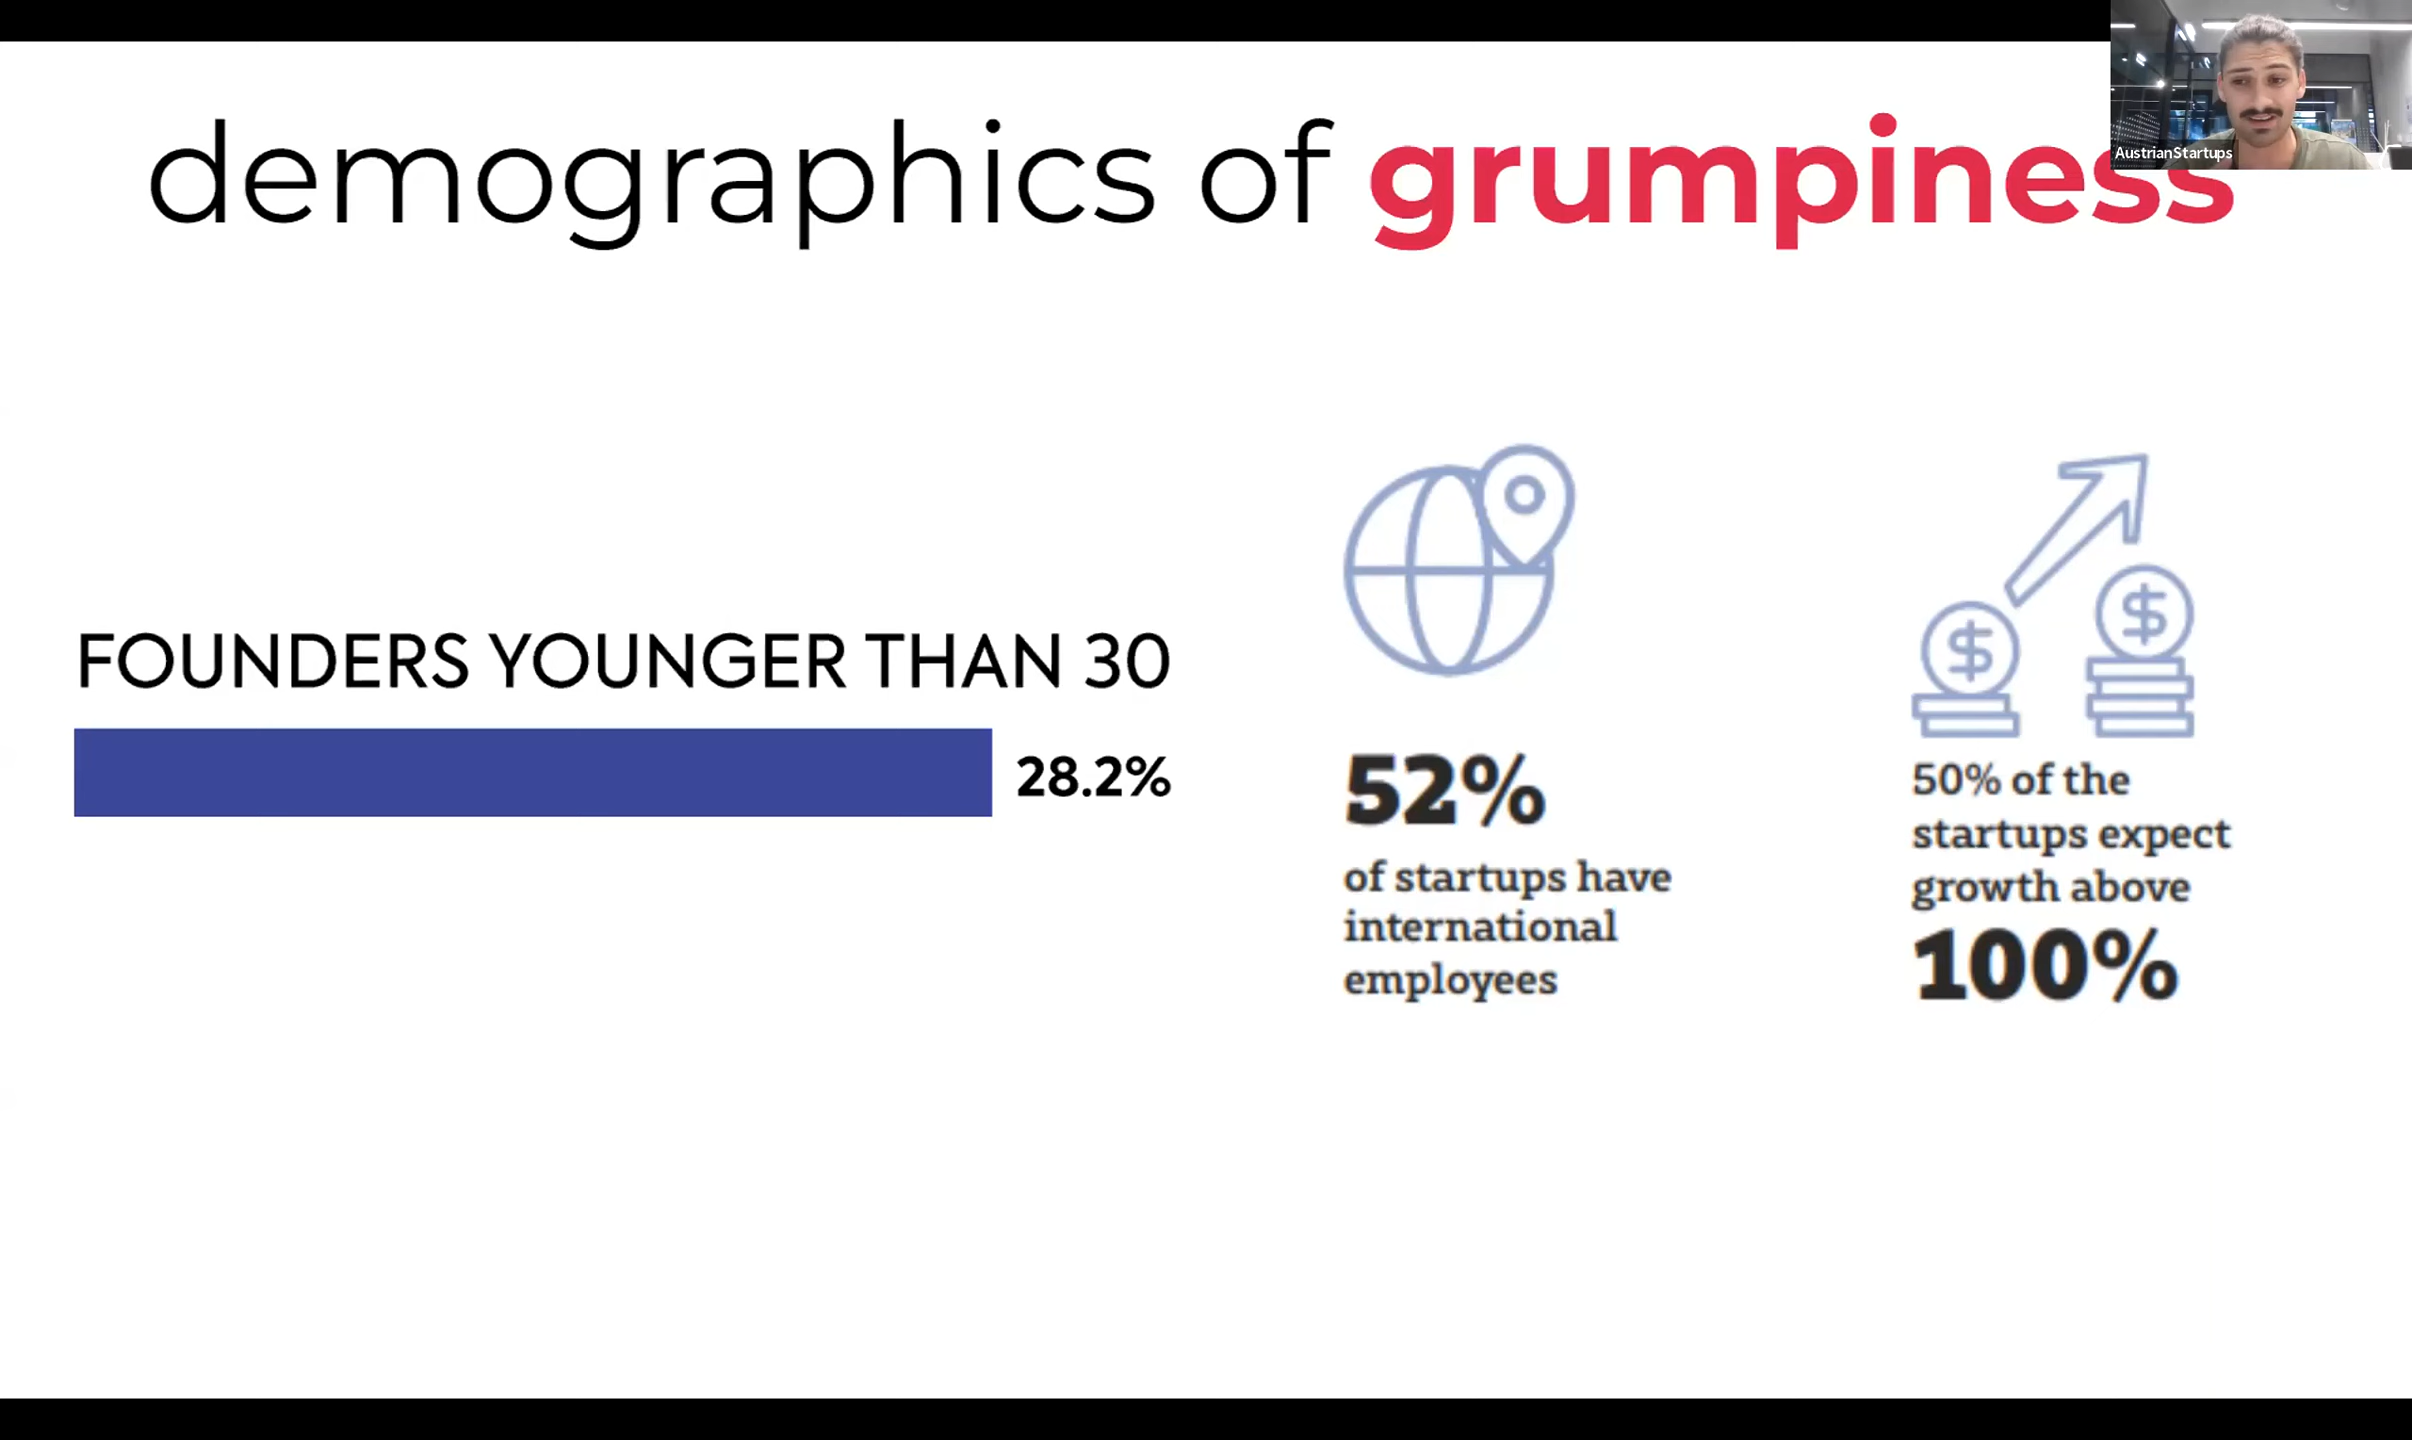 AustrianStartups
demographics of grumpiness
FOUNDERS YOUNGER THAN 30
28.2%
52%
of startups have
international
employees
$ $
50% of the
startups expect
growth above
100%